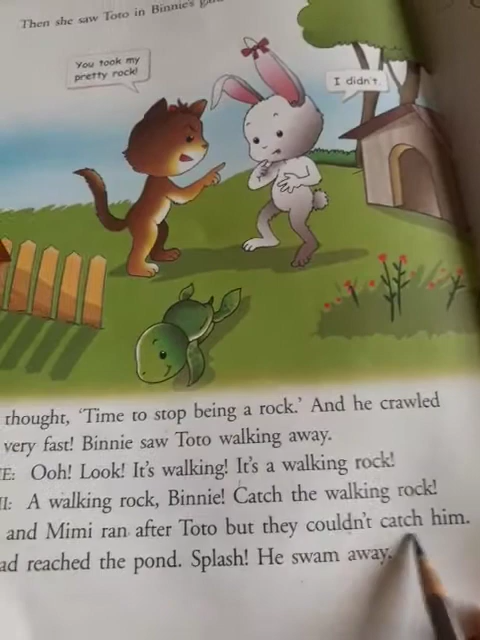 Then she saw Toto in Binnie's
You took my
pretty rock!
I didn't.
thought, 'Time to stop being a rock.' And he crawled
very fast! Binnie saw Toto walking away.
IE: Ooh! Look! It's walking! It's a walking rock!
II: A walking rock, Binnie! Catch the walking rock!
and Mimi ran after Toto but they couldn't catch him.
ad reached the pond. Splash! He swam away.